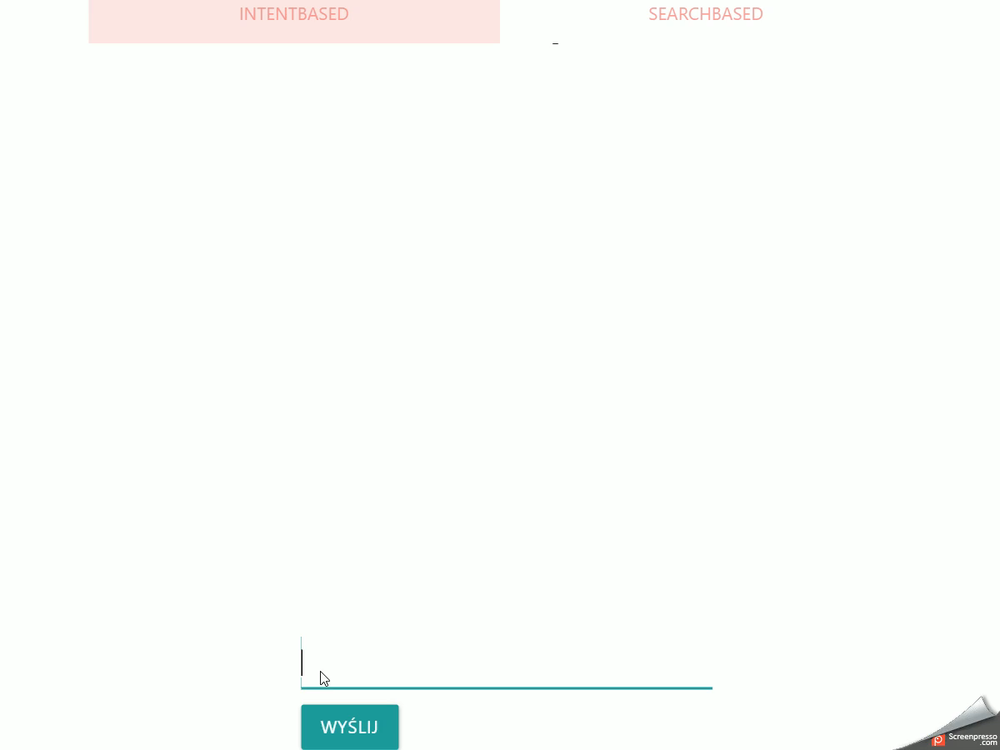 INTENTBASED
SEARCHBASED
WYŚLIJ
Screenpresso
.com